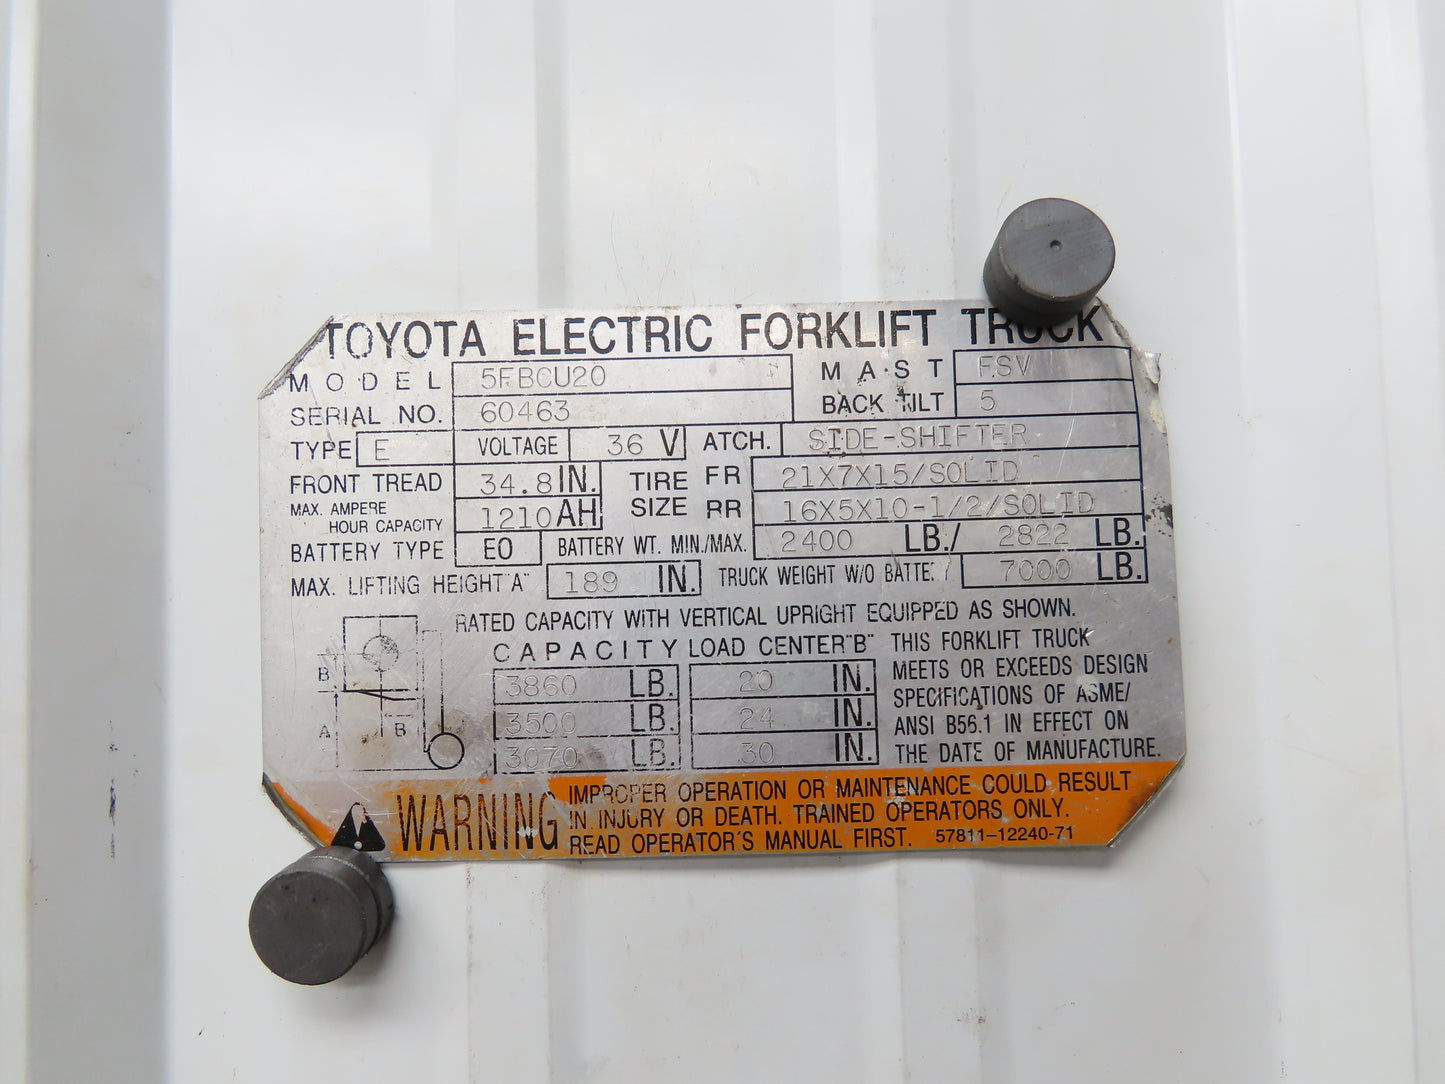 TOYOTA ELECTRIC FORKLIFT TRUCK
MODEL 5FBCU20 MAST FSV
SERIAL NO. 60463 BACK TILT 5
TYPE E VOLTAGE 36 V ATCH. SIDE-SHIFTER
FRONT TREAD 34.8 IN. TIRE SIZE FR 21X7X15/SOLID
MAX. AMPERE HOUR CAPACITY 1210 AH RR 16X5X10-1/2/SOLID
BATTERY TYPE EO BATTERY WT. MIN./MAX. 2400 LB./ 2822 LB.
MAX. LIFTING HEIGHT "A" 189 IN. TRUCK WEIGHT W/O BATTERY 7000 LB.
RATED CAPACITY WITH VERTICAL UPRIGHT EQUIPPED AS SHOWN.
CAPACITY LOAD CENTER "B"
3860 LB. 20 IN.
3500 LB. 24 IN.
3070 LB. 30 IN.
B
A B
THIS FORKLIFT TRUCK
MEETS OR EXCEEDS DESIGN
SPECIFICATIONS OF ASME/
ANSI B56.1 IN EFFECT ON
THE DATE OF MANUFACTURE.
WARNING
IMPROPER OPERATION OR MAINTENANCE COULD RESULT
IN INJURY OR DEATH. TRAINED OPERATORS ONLY.
READ OPERATOR'S MANUAL FIRST. 57811-12240-71